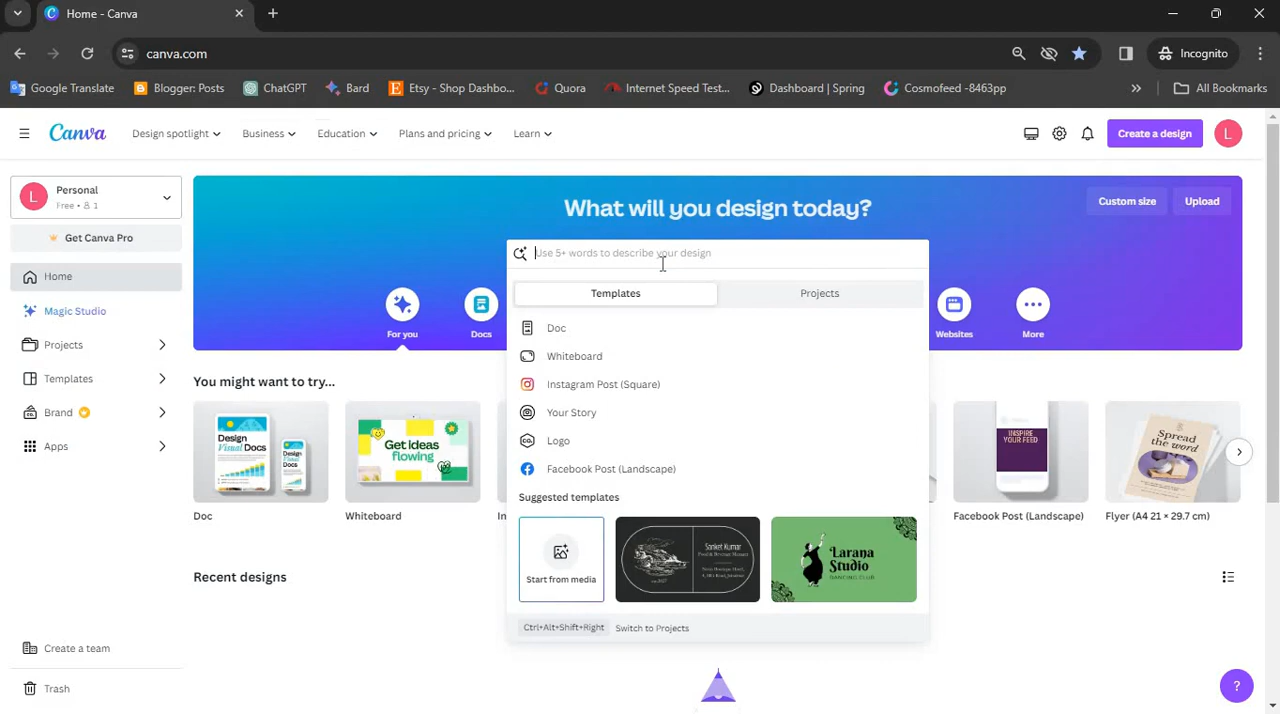 Home - Canva
canva.com
Incognito
Google Translate
Blogger: Posts
ChatGPT
Bard
Etsy - Shop Dashbo...
Quora
Internet Speed Test...
Dashboard | Spring
Cosmofeed -8463pp
All Bookmarks
Canva
Design spotlight
Business
Education
Plans and pricing
Learn
Create a design
L
L
Personal
Free • 1
Get Canva Pro
Home
Magic Studio
Projects
Templates
Brand
Apps
Create a team
Trash
What will you design today?
Custom size
Upload
Use 5+ words to describe your design
Templates
Projects
Doc
Whiteboard
Instagram Post (Square)
Your Story
Logo
CO.
Facebook Post (Landscape)
Suggested templates
Start from media
Sanket Kumar
Larana
Studio
DANCING CLUB
Ctrl+Alt+Shift+Right
Switch to Projects
For you
Docs
Websites
More
You might want to try...
Design
Visual Docs
Get ideas
flowing
INSPIRE
YOUR FEED
Spread
the word
Doc
Whiteboard
In
Facebook Post (Landscape)
Flyer (A4 21 × 29.7 cm)
Recent designs
?